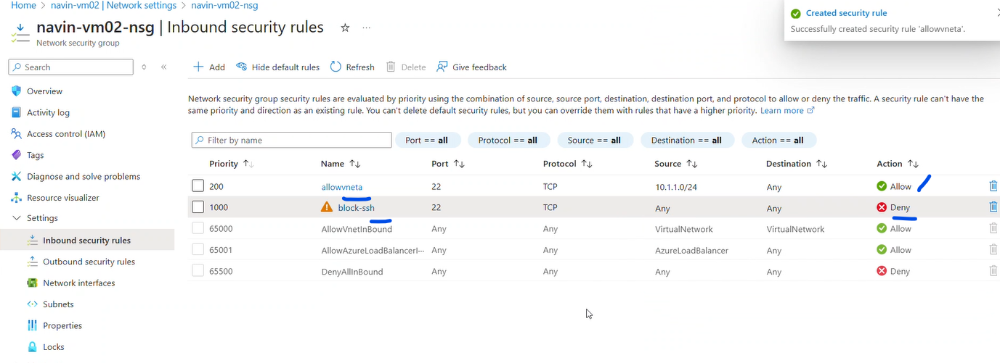 Home > navin-vm02 | Network settings > navin-vm02-nsg
Created security rule
Successfully created security rule 'allowvneta'.
navin-vm02-nsg | Inbound security rules
Network security group
Search
Add Hide default rules Refresh Delete Give feedback
Overview
Activity log
Access control (IAM)
Tags
Diagnose and solve problems
Resource visualizer
Settings
Inbound security rules
Outbound security rules
Network interfaces
Subnets
Properties
Locks
Network security group security rules are evaluated by priority using the combination of source, source port, destination, destination port, and protocol to allow or deny the traffic. A security rule can't have the
same priority and direction as an existing rule. You can't delete default security rules, but you can override them with rules that have a higher priority. Learn more
Filter by name Port == all Protocol == all Source == all Destination == all Action == all
Priority Name Port Protocol Source Destination Action
200 allowvneta 22 TCP 10.1.1.0/24 Any Allow
1000 block-ssh 22 TCP Any Any Deny
65000 AllowVnetInBound Any Any VirtualNetwork VirtualNetwork Allow
65001 AllowAzureLoadBalancerI... Any Any AzureLoadBalancer Any Allow
65500 DenyAllInBound Any Any Any Any Deny